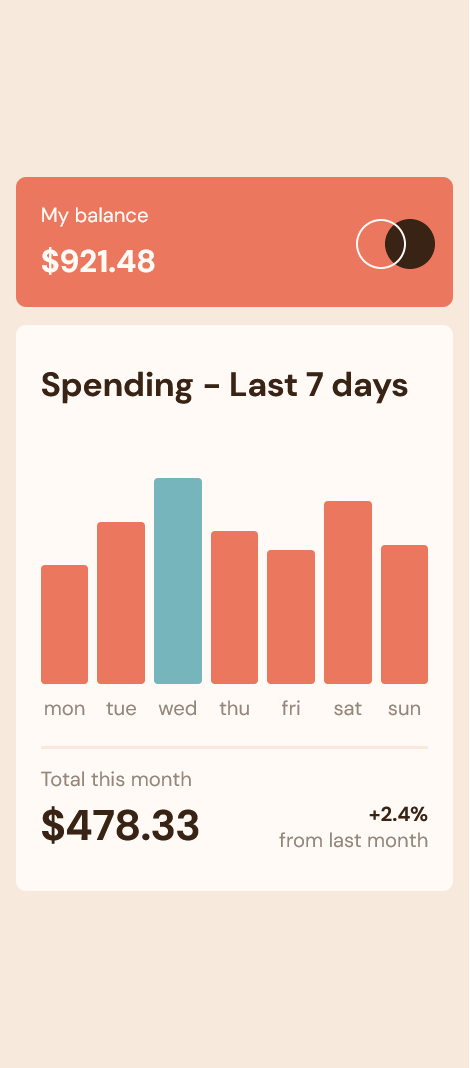 My balance
$921.48
Spending - Last 7 days
mon tue wed thu fri sat sun
Total this month
$478.33
+2.4%
from last month